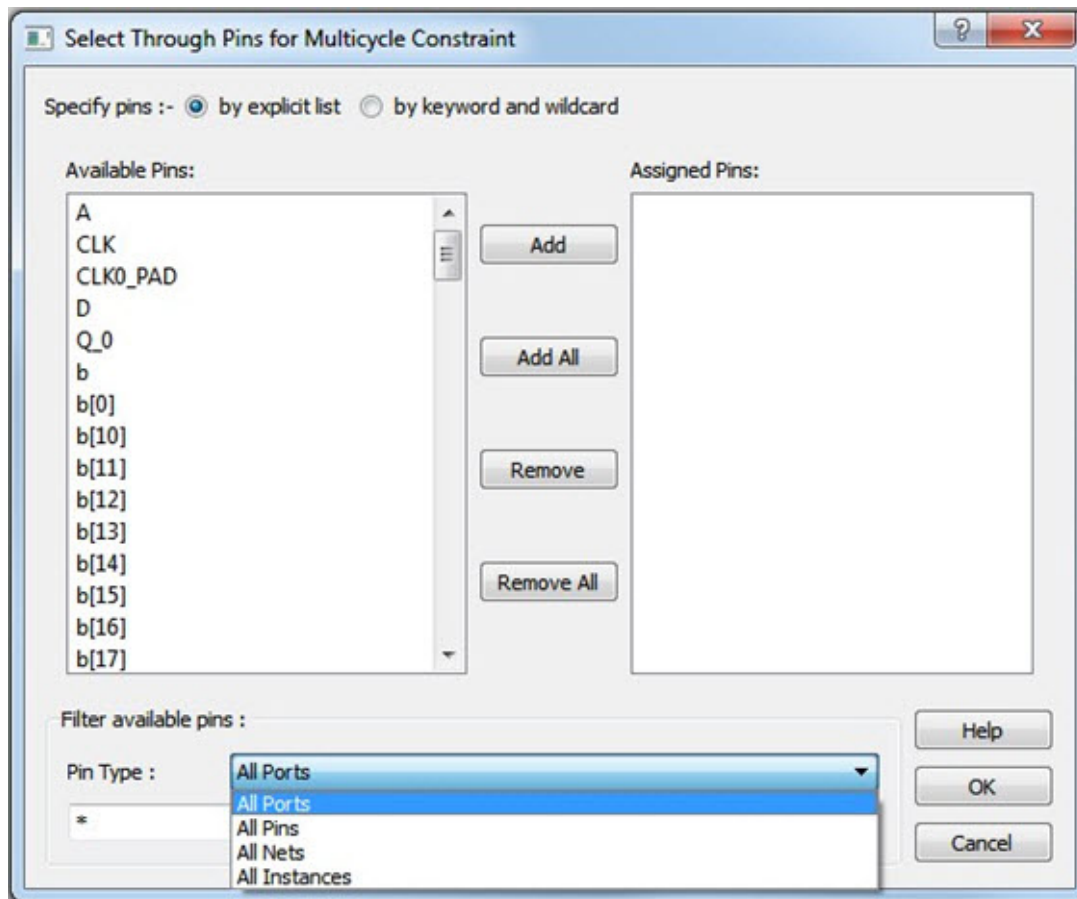 Select Through Pins for Multicycle Constraint
Specify pins :- by explicit list by keyword and wildcard
Available Pins:
Assigned Pins:
A
CLK
CLK0_PAD
D
Q_0
b
b[0]
b[10]
b[11]
b[12]
b[13]
b[14]
b[15]
b[16]
b[17]
Add
Add All
Remove
Remove All
Filter available pins :
Pin Type : All Ports
*
All Ports
All Pins
All Nets
All Instances
Help
OK
Cancel